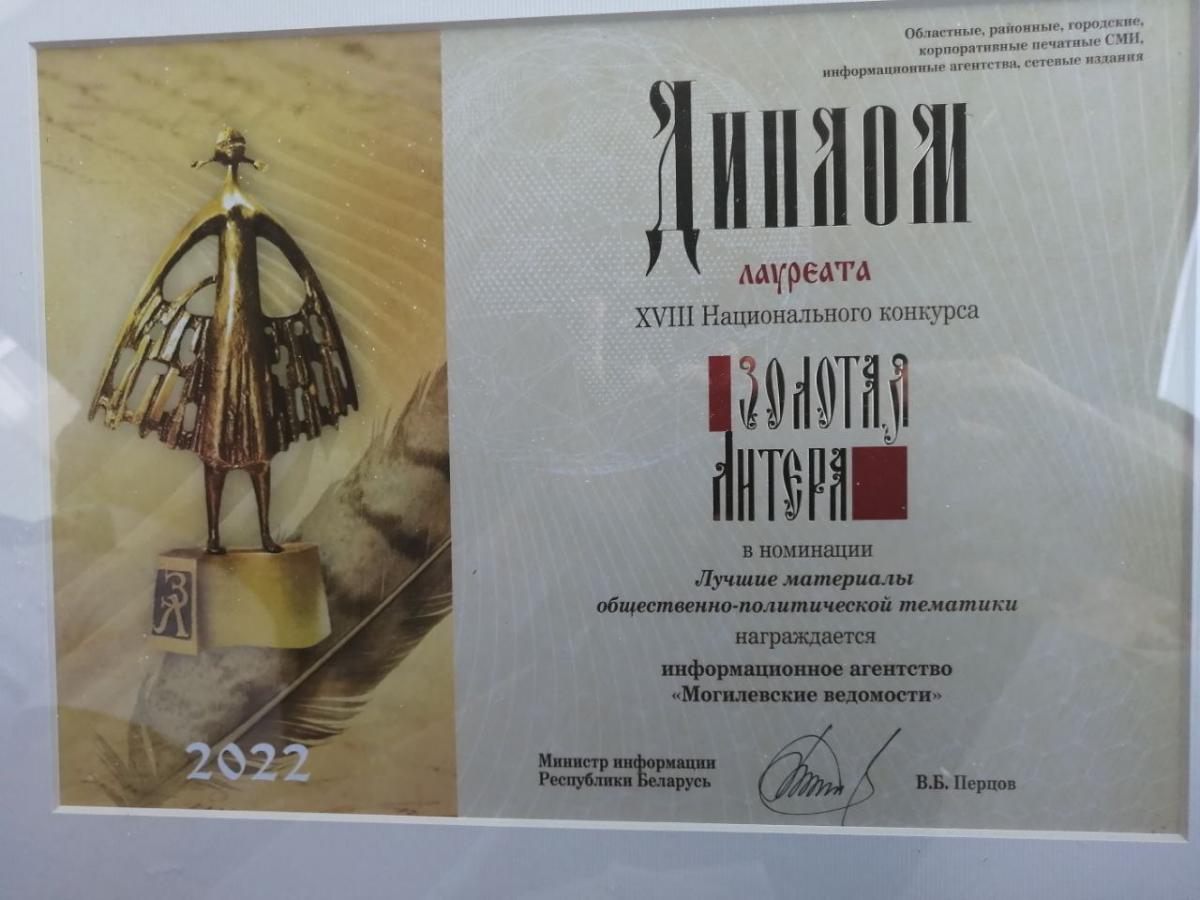 Областные, районные, городские,
корпоративные печатные СМИ,
информационные агентства, сетевые издания
Диплом
лауреата
XVIII Национального конкурса
ЗОЛОТАЯ
ЛИТЕРА
в номинации
Лучшие материалы
общественно-политической тематики
награждается
информационное агентство
«Могилевские ведомости»
Министр информации
Республики Беларусь
В.Б. Перцов
ЗЛ
2022